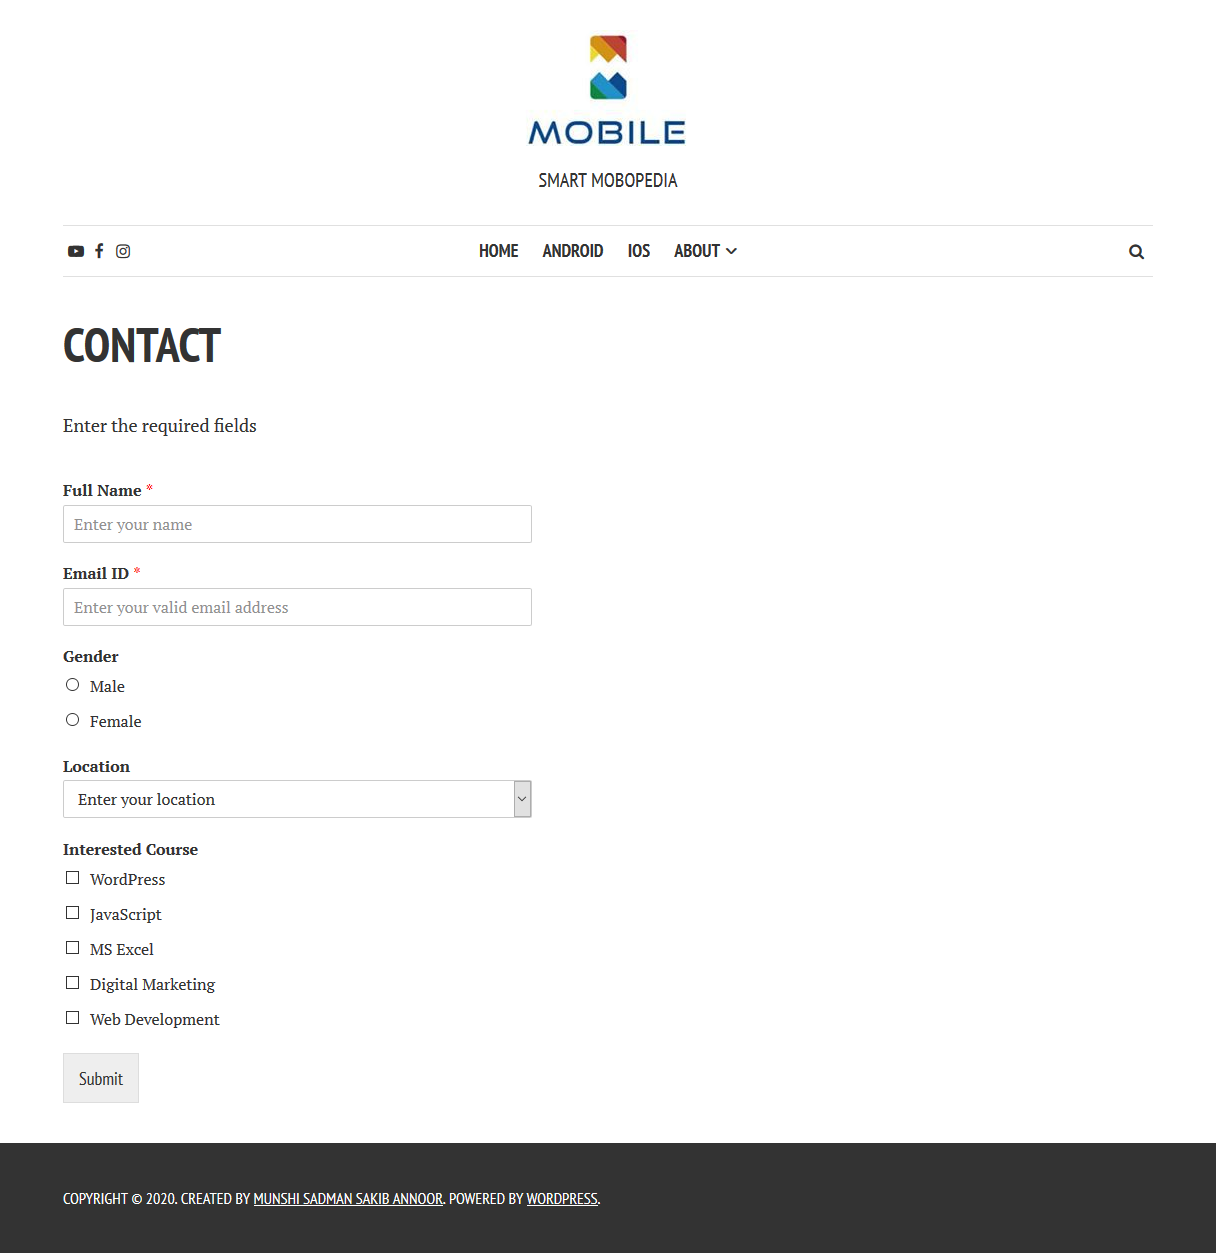 MOBILE
SMART MOBOPEDIA
HOME ANDROID IOS ABOUT
CONTACT
Enter the required fields
Full Name *
Enter your name
Email ID *
Enter your valid email address
Gender
Male
Female
Location
Enter your location
Interested Course
WordPress
JavaScript
MS Excel
Digital Marketing
Web Development
Submit
COPYRIGHT © 2020. CREATED BY MUNSHI SADMAN SAKIB ANNOOR. POWERED BY WORDPRESS.